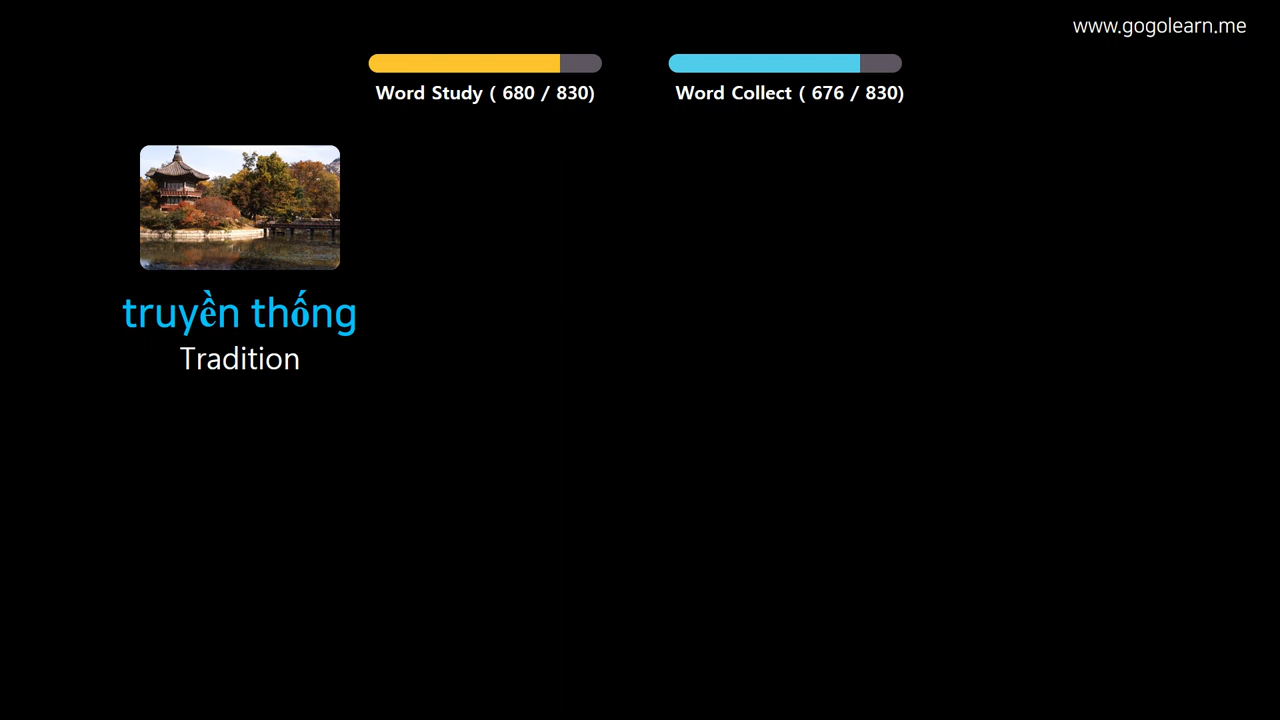 www.gogolearn.me
Word Study ( 680 / 830)
Word Collect ( 676 / 830)
truyền thống
Tradition